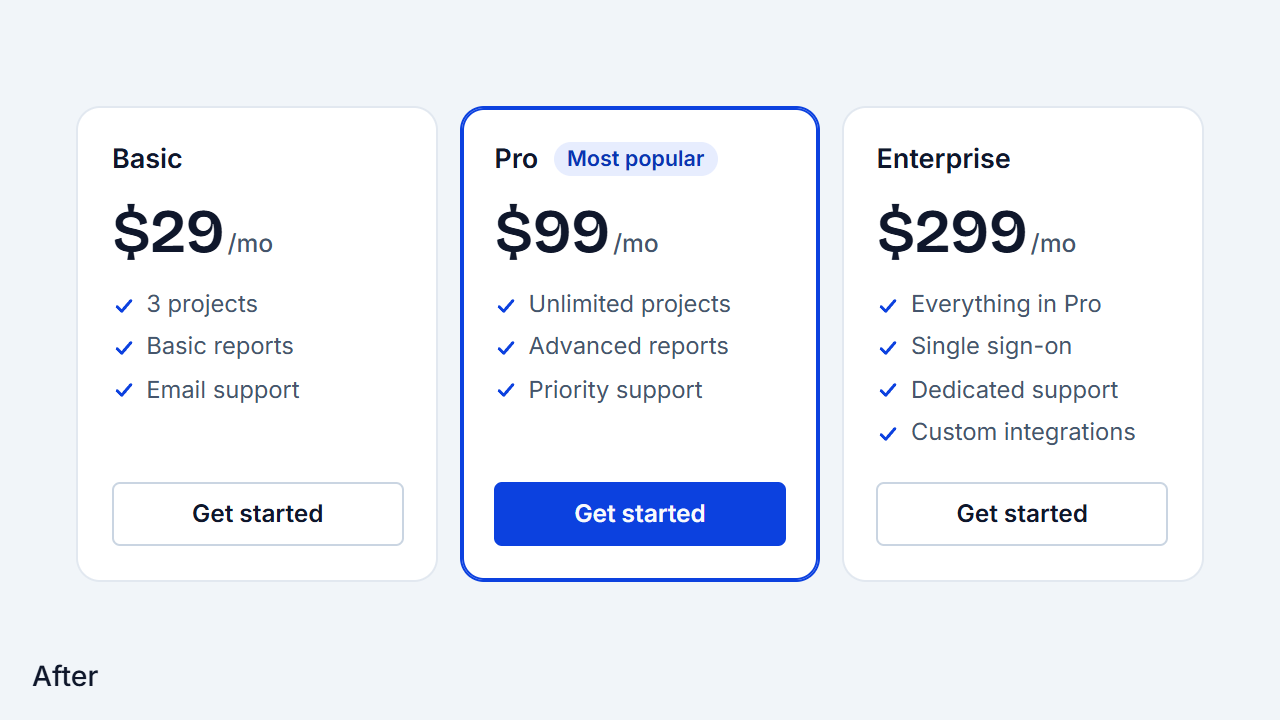 Basic
$29/mo
3 projects
Basic reports
Email support
Get started
Pro Most popular
$99/mo
Unlimited projects
Advanced reports
Priority support
Get started
Enterprise
$299/mo
Everything in Pro
Single sign-on
Dedicated support
Custom integrations
Get started
After